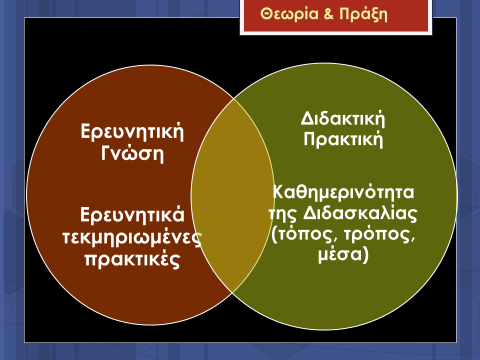 Θεωρία & Πράξη
Ερευνητική
Γνώση
Ερευνητικά
τεκμηριωμένες
πρακτικές
Διδακτική
Πρακτική
Καθημερινότητα
της Διδασκαλίας
(τόπος, τρόπος,
μέσα)